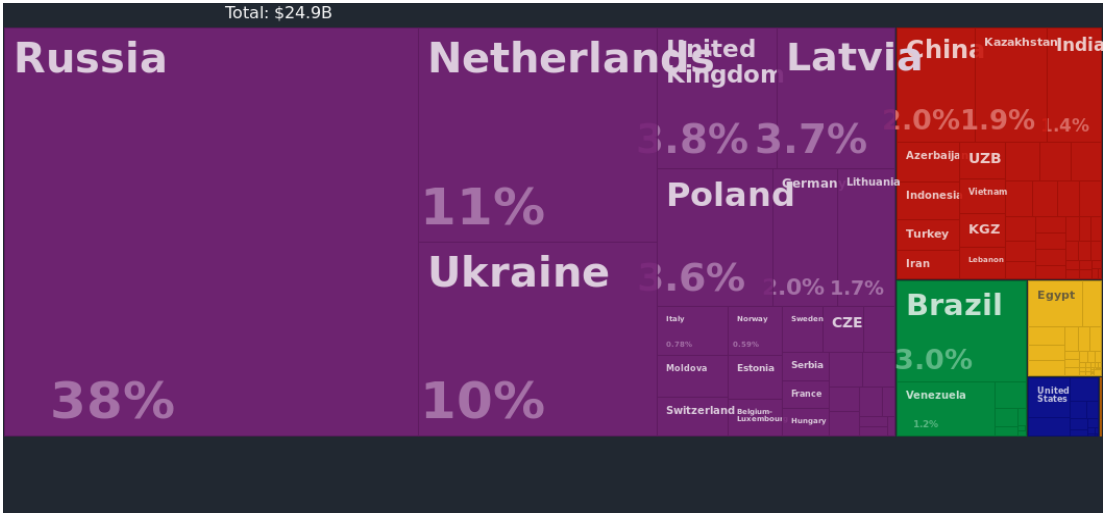 Total: $24.9B
Russia
38%
Netherlands
11%
Ukraine
10%
United
Kingdom
3.8%
Latvia
3.7%
Poland
3.6%
German
2.0%
Lithuania
1.7%
Italy
0.78%
Norway
0.59%
Sweden
CZE
Moldova
Estonia
Serbia
Switzerland
Belgium-
Luxembour
France
Hungary
China
2.0%
Kazakhstan
1.9%
India
1.4%
Azerbaija
UZB
Indonesia
Vietnam
Turkey
KGZ
Iran
Lebanon
Brazil
3.0%
Venezuela
1.2%
Egypt
United
States